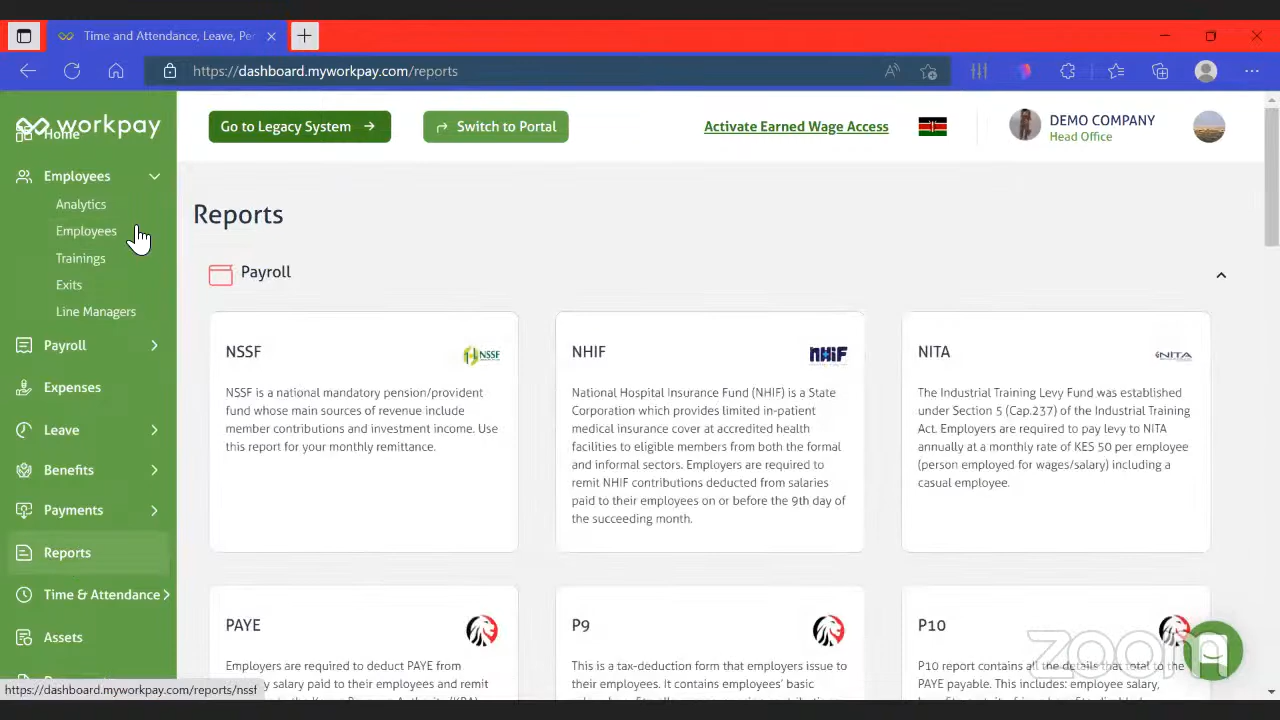 Time and Attendance, Leave, Pe
https://dashboard.myworkpay.com/reports
workpay
Home
Go to Legacy System
Switch to Portal
Activate Earned Wage Access
DEMO COMPANY
Head Office
Employees
Analytics
Employees
Trainings
Exits
Line Managers
Payroll
Expenses
Leave
Benefits
Payments
Reports
Time & Attendance
Assets
Reports
Payroll
NSSF
NSSF
NSSF is a national mandatory pension/provident
fund whose main sources of revenue include
member contributions and investment income. Use
this report for your monthly remittance.
NHIF
NHIF
National Hospital Insurance Fund (NHIF) is a State
Corporation which provides limited in-patient
medical insurance cover at accredited health
facilities to eligible members from both the formal
and informal sectors. Employers are required to
remit NHIF contributions deducted from salaries
paid to their employees on or before the 9th day of
the succeeding month.
NITA
NITA
The Industrial Training Levy Fund was established
under Section 5 (Cap.237) of the Industrial Training
Act. Employers are required to pay levy to NITA
annually at a monthly rate of KES 50 per employee
(person employed for wages/salary) including a
casual employee.
PAYE
Employers are required to deduct PAYE from
salary paid to their employees and remit
P9
This is a tax-deduction form that employers issue to
their employees. It contains employees' basic
P10
P10 report contains all the details that total to the
PAYE payable. This includes: employee salary,
zoom
https://dashboard.myworkpay.com/reports/nssf